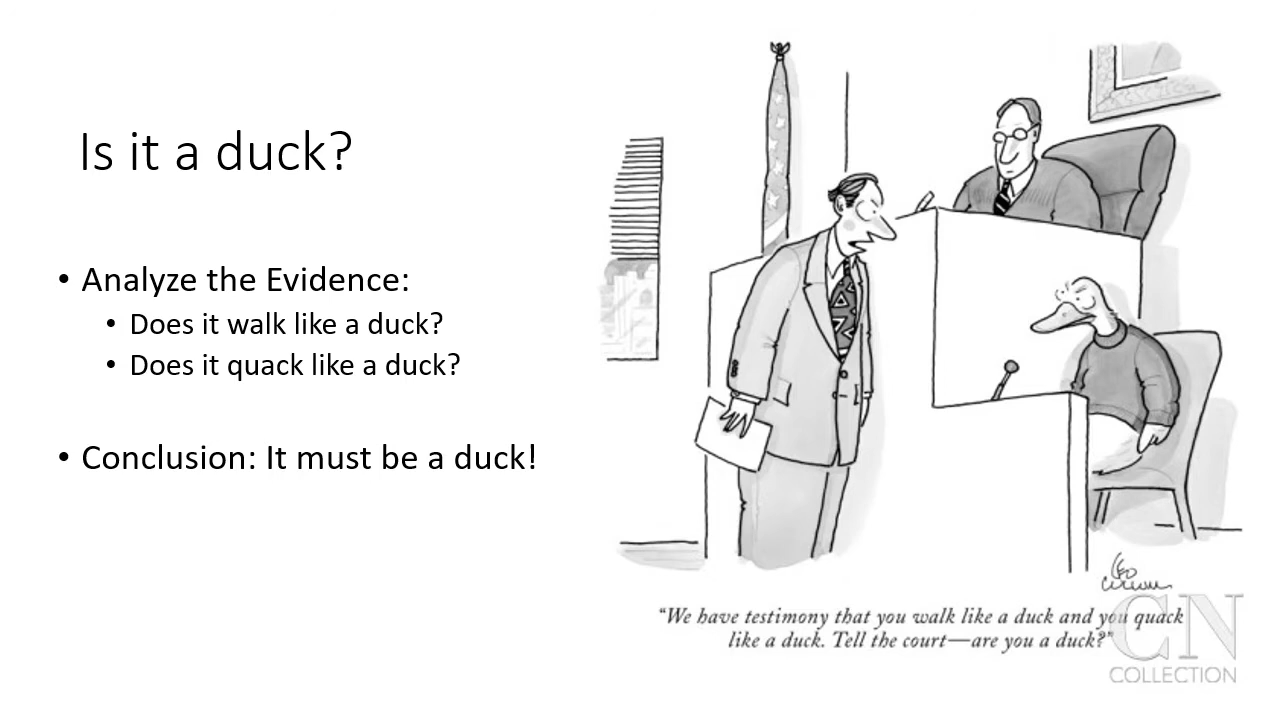 Is it a duck?
• Analyze the Evidence:
• Does it walk like a duck?
• Does it quack like a duck?
• Conclusion: It must be a duck!
“We have testimony that you walk like a duck and you quack
like a duck. Tell the court—are you a duck?”
CN
COLLECTION